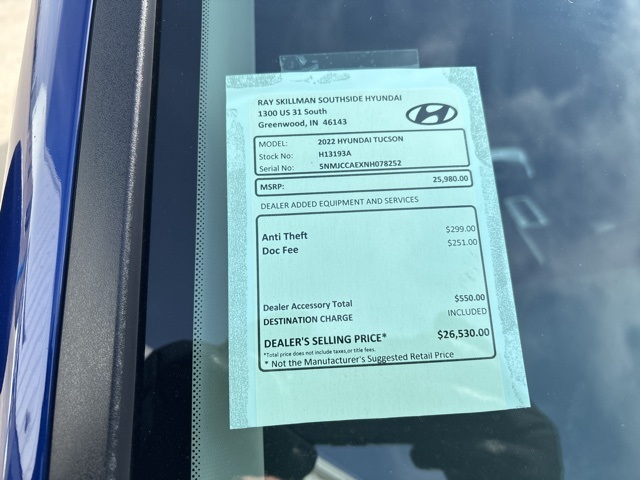 RAY SKILLMAN SOUTHSIDE HYUNDAI
1300 US 31 South
Greenwood, IN 46143
MODEL: 2022 HYUNDAI TUCSON
Stock No: H13193A
Serial No: 5NMJCCAEXNH078252
MSRP: 25,980.00
DEALER ADDED EQUIPMENT AND SERVICES
Anti Theft $299.00
Doc Fee $251.00
Dealer Accessory Total $550.00
DESTINATION CHARGE INCLUDED
DEALER'S SELLING PRICE* $26,530.00
*Total price does not include taxes,or title fees.
* Not the Manufacturer's Suggested Retail Price